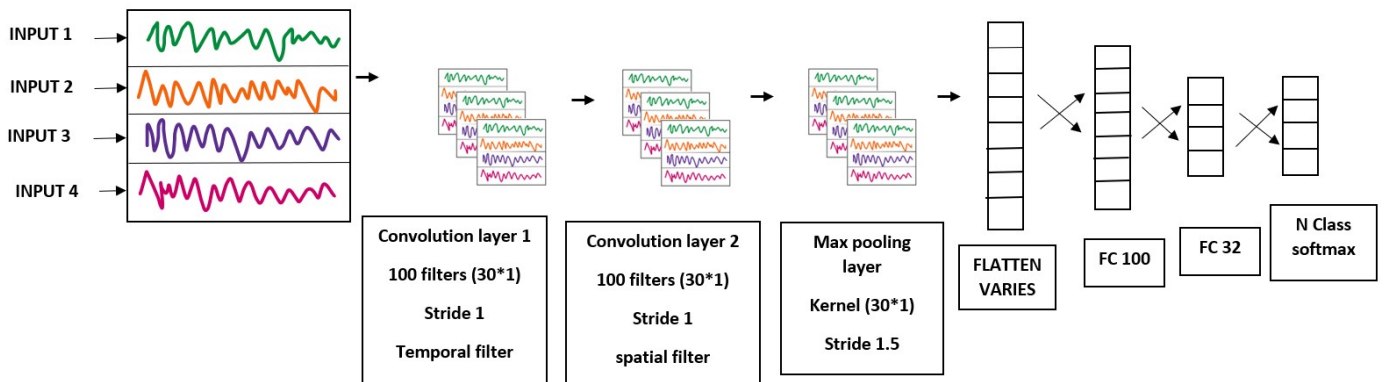 INPUT 1
INPUT 2
INPUT 3
INPUT 4
Convolution layer 1
100 filters (30*1)
Stride 1
Temporal filter
Convolution layer 2
100 filters (30*1)
Stride 1
spatial filter
Max pooling
layer
Kernel (30*1)
Stride 1.5
FLATTEN
VARIES
FC 100
FC 32
N Class
softmax